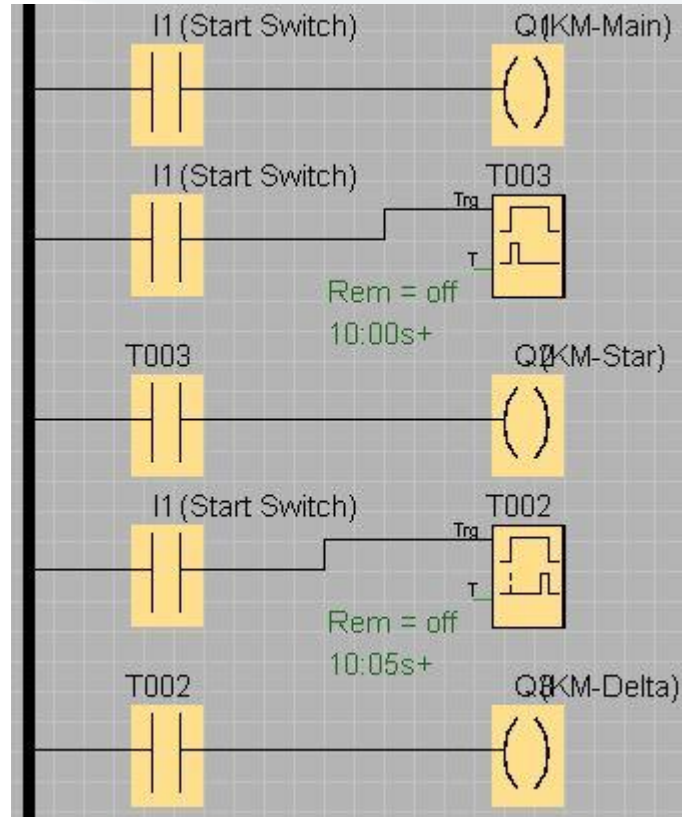 I1 (Start Switch) Q1(KM-Main)
I1 (Start Switch) T003
Trg
T
Rem = off
10:00s+
T003 Q2(KM-Star)
I1 (Start Switch) T002
Trg
T
Rem = off
10:05s+
T002 Q3(KM-Delta)